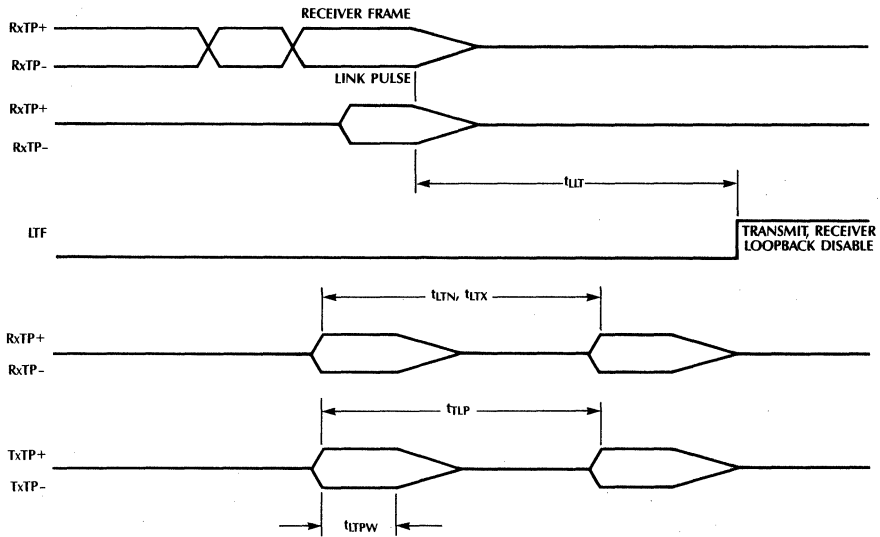 RECEIVER FRAME
RxTP+
RxTP–
LINK PULSE
RxTP+
RxTP–
tLLT
LTF
TRANSMIT, RECEIVER
LOOPBACK DISABLE
tLTN, tLTX
RxTP+
RxTP–
tTLP
TxTP+
TxTP–
tLTPW